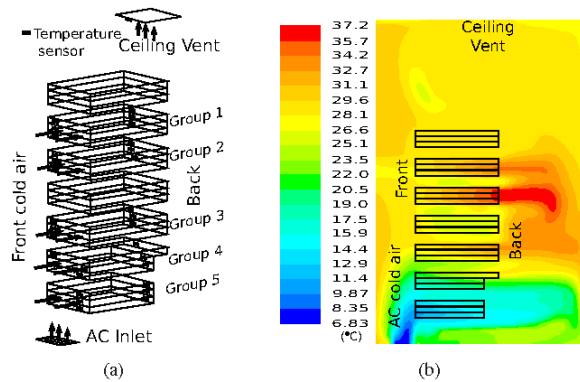 Temperature
sensor
Ceiling Vent
Group 1
Group 2
Group 3
Group 4
Group 5
Front cold air
Back
AC Inlet
(a)
37.2
35.7
34.2
32.7
31.1
29.6
28.1
26.6
25.1
23.5
22.0
20.5
19.0
17.5
15.9
14.4
12.9
11.4
9.87
8.35
6.83
(°C)
Ceiling
Vent
Front
AC cold air
Back
(b)